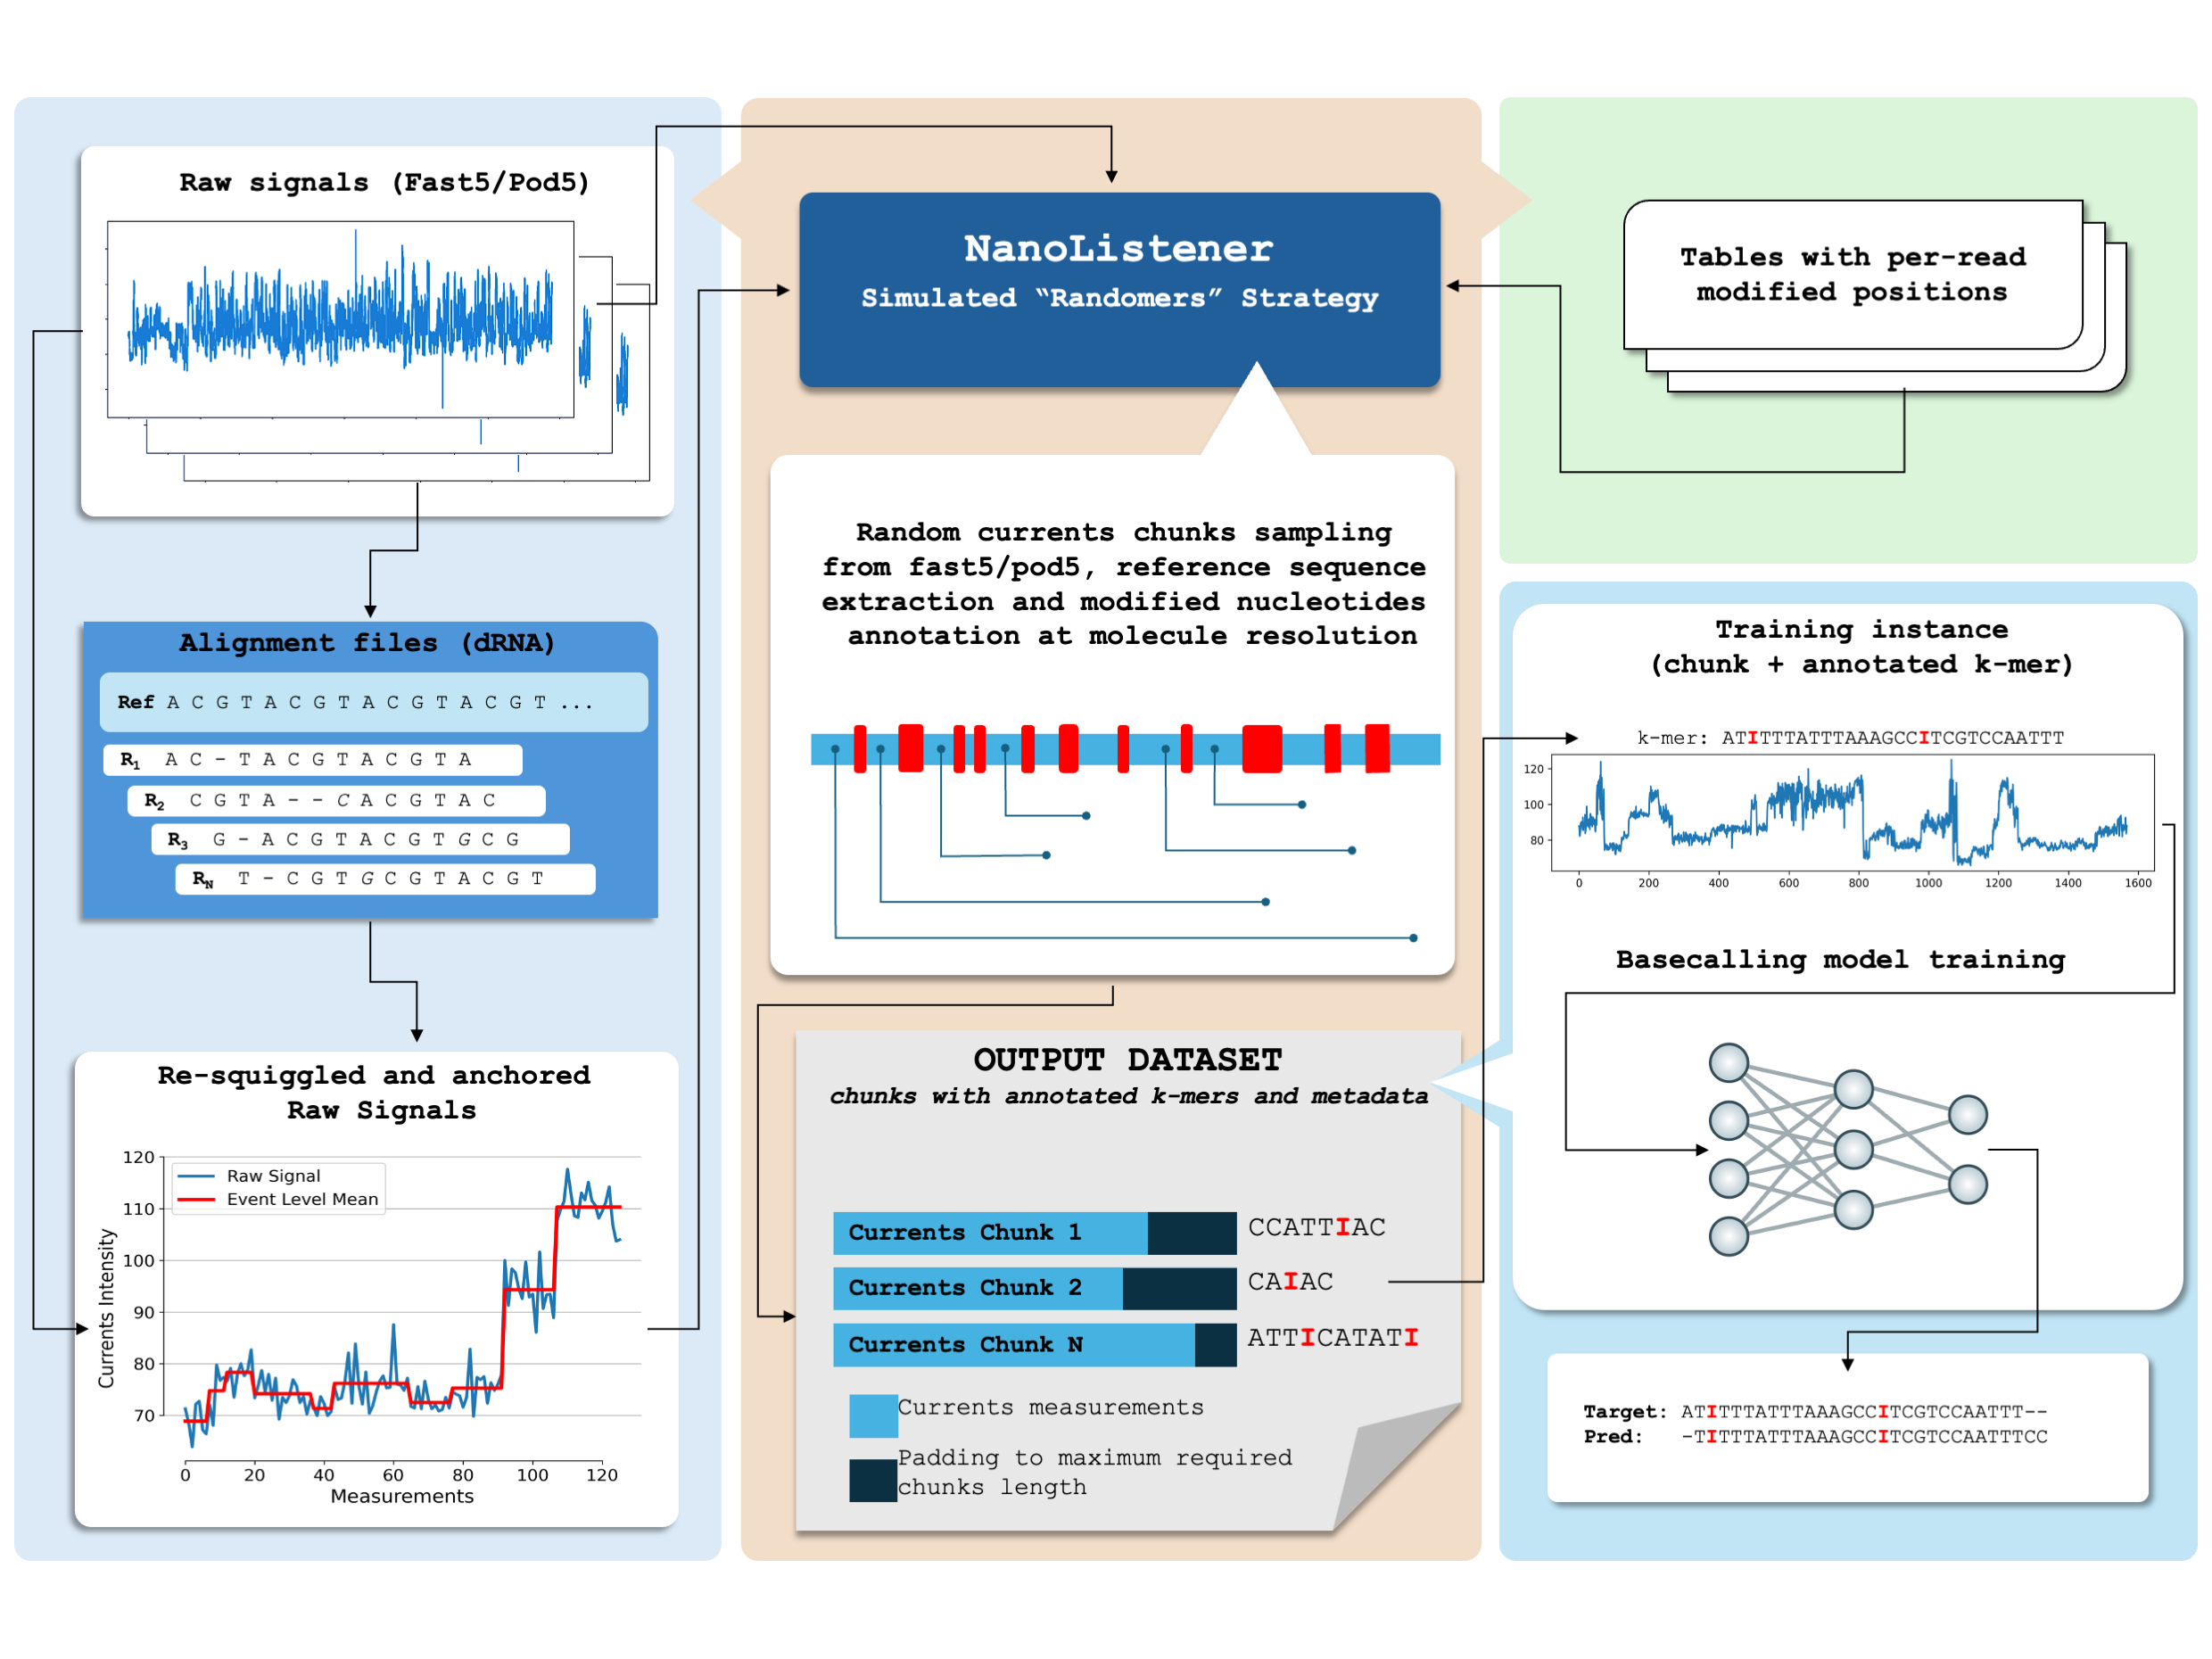 Raw signals (Fast5/Pod5)
Alignment files (dRNA)
Ref A C G T A C G T A C G T A C G T ...
R1 A C - T A C G T A C G T A
R2 C G T A - - C A C G T A C
R3 G - A C G T A C G T G C G
RN T - C G T G C G T A C G T
Re-squiggled and anchored
Raw Signals
120
110
100
90
80
70
Raw Signal
Event Level Mean
Currents Intensity
0 20 40 60 80 100 120
Measurements
NanoListener
Simulated “Randomers” Strategy
Random currents chunks sampling
from fast5/pod5, reference sequence
extraction and modified nucleotides
annotation at molecule resolution
OUTPUT DATASET
chunks with annotated k-mers and metadata
Currents Chunk 1 CCATTIAC
Currents Chunk 2 CAIAC
Currents Chunk N ATTICATATI
Currents measurements
Padding to maximum required
chunks length
Tables with per-read
modified positions
Training instance
(chunk + annotated k-mer)
k-mer: ATITTTATTTAAAGCCITCGTCCAATTT
120
100
80
0 200 400 600 800 1000 1200 1400 1600
Basecalling model training
Target: ATITTTATTTAAAGCCITCGTCCAATTT--
Pred: -TITTTATTTAAAGCCITCGTCCAATTTCC